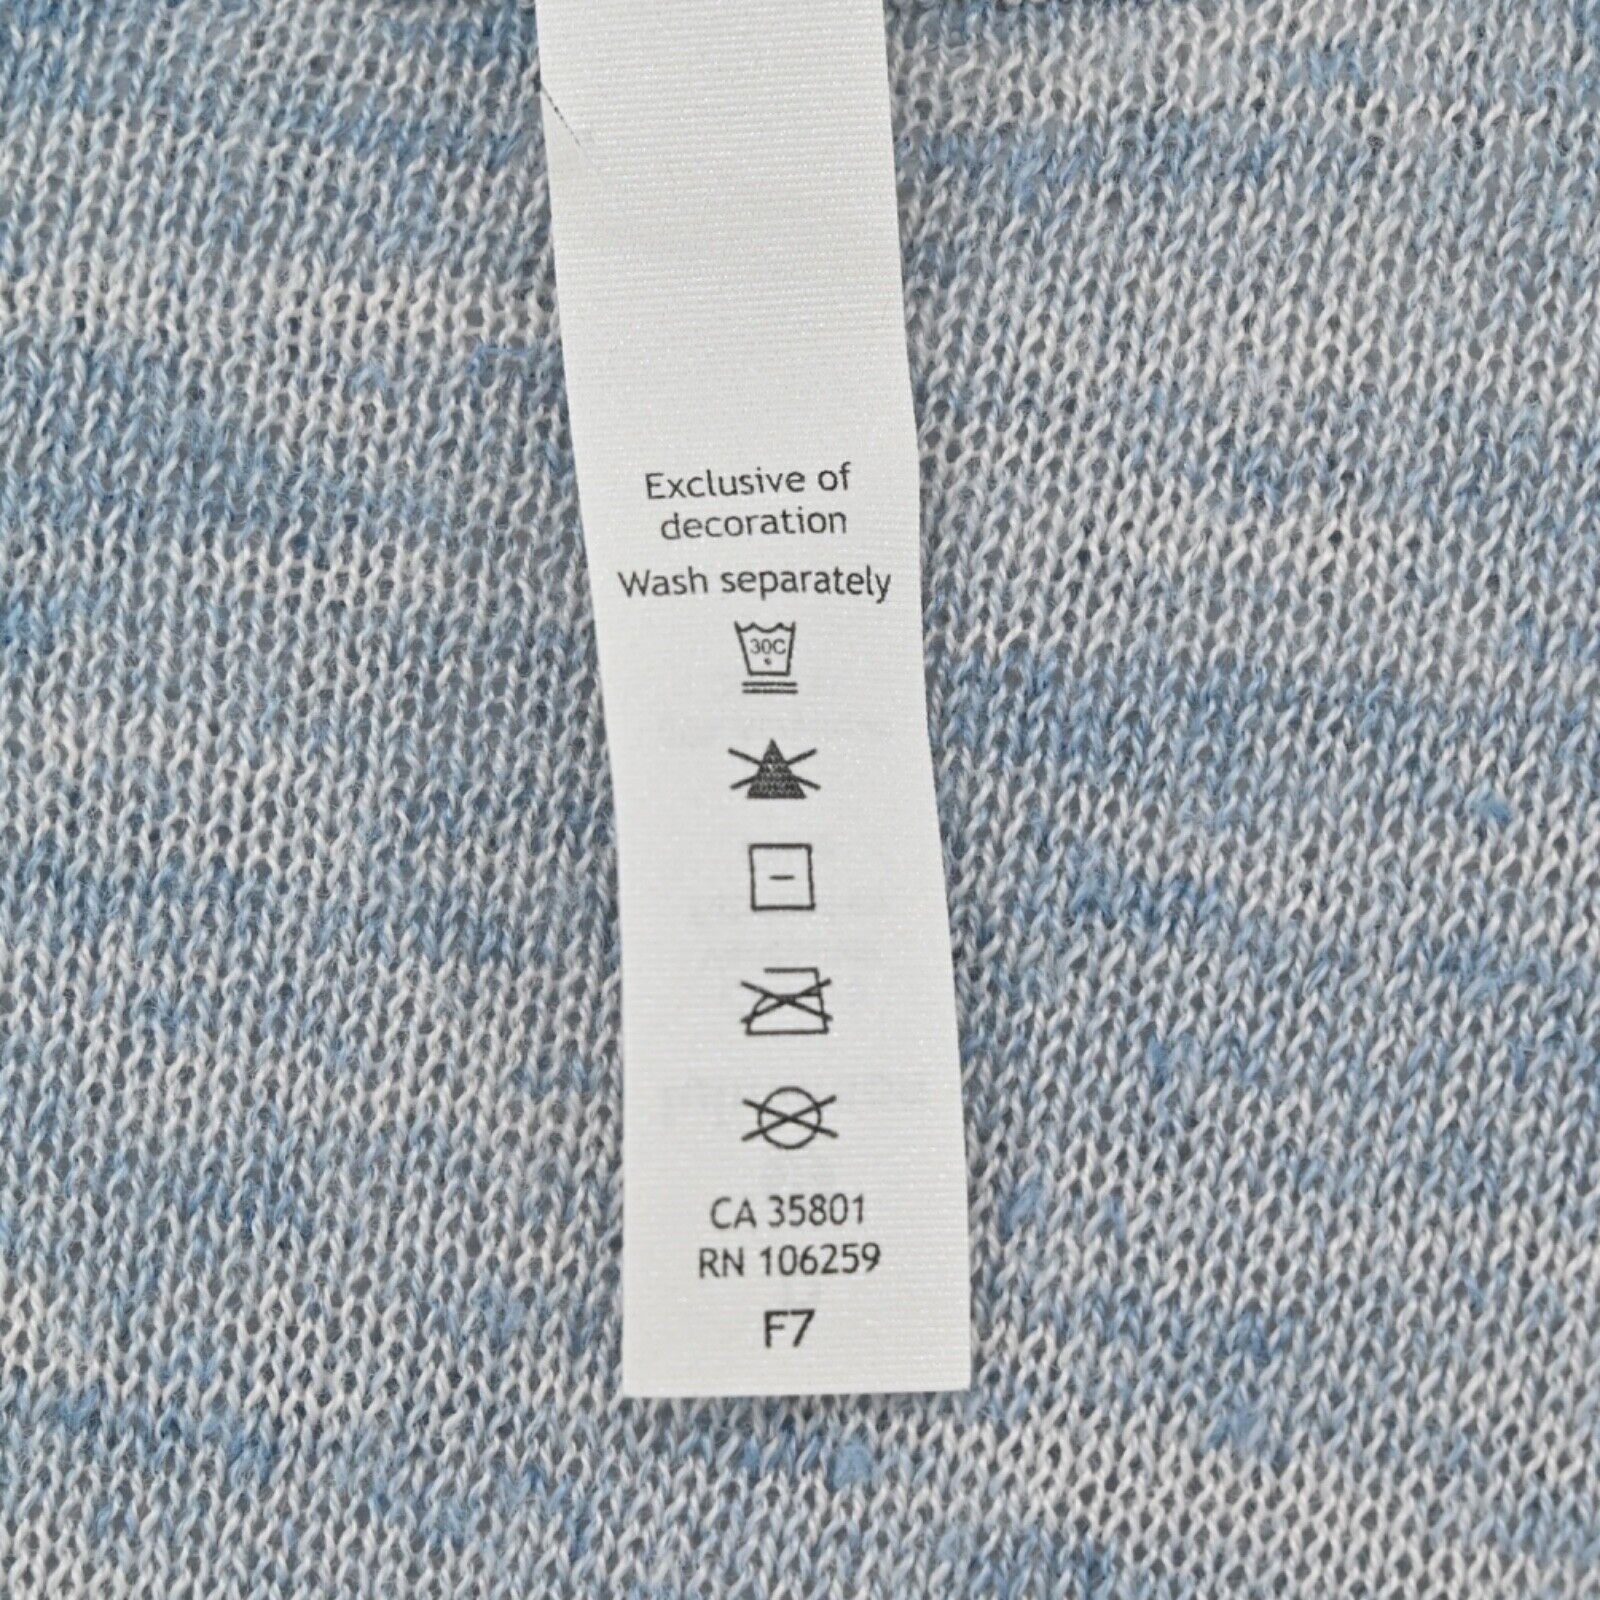 Exclusive of
decoration
Wash separately
30C
CA 35801
RN 106259
F7